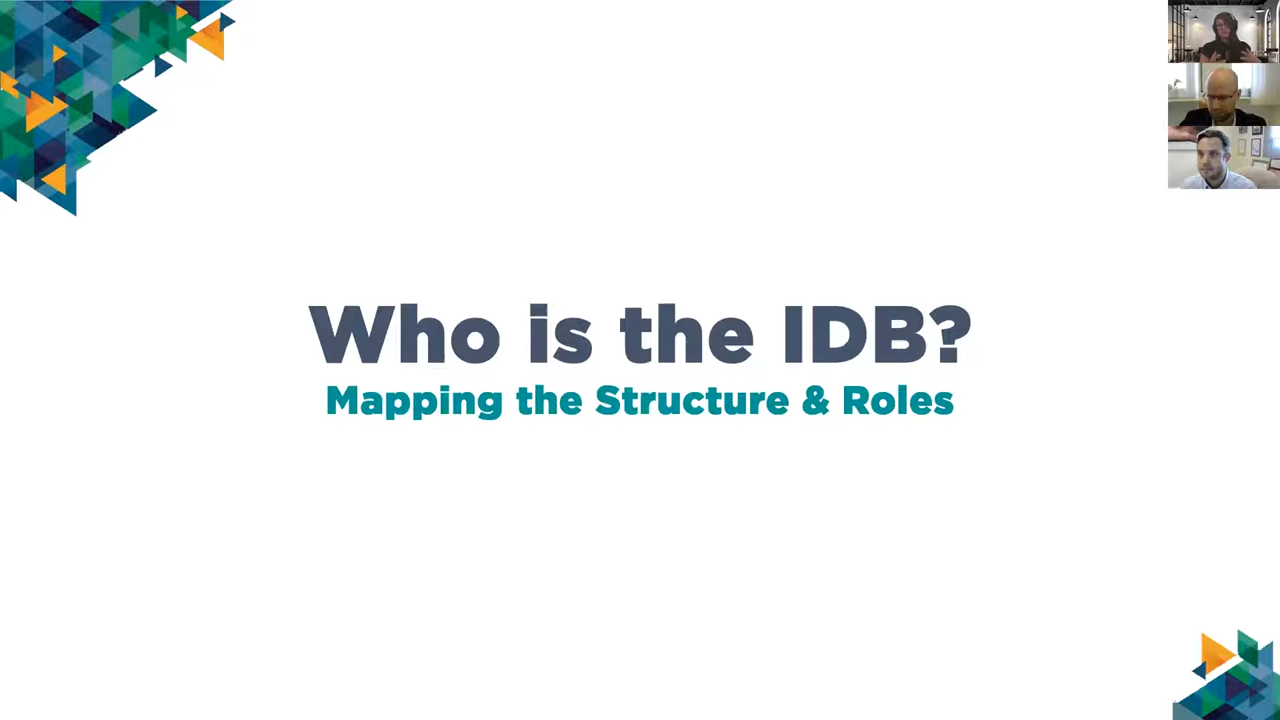 Who is the IDB?
Mapping the Structure & Roles